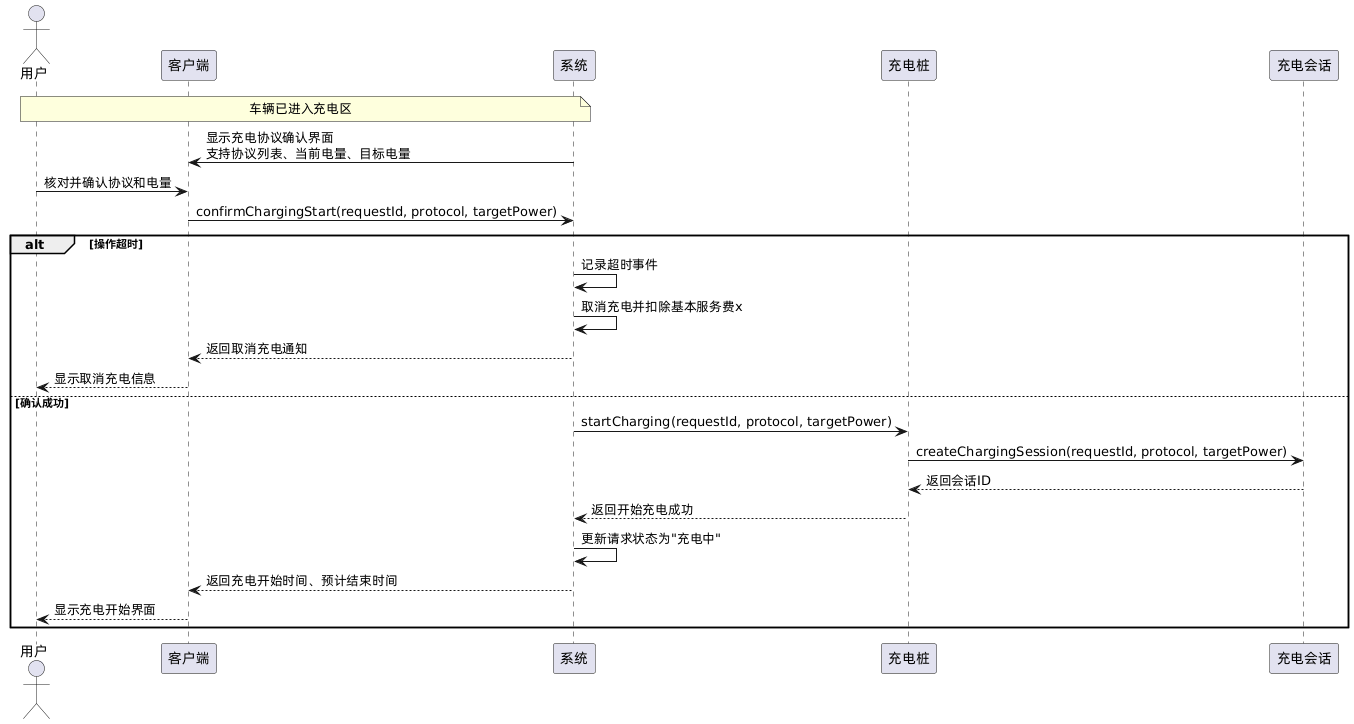 用户
客户端
系统
充电桩
充电会话
车辆已进入充电区
显示充电协议确认界面
支持协议列表、当前电量、目标电量
核对并确认协议和电量
confirmChargingStart(requestId, protocol, targetPower)
alt
[操作超时]
记录超时事件
取消充电并扣除基本服务费x
返回取消充电通知
显示取消充电信息
[确认成功]
startCharging(requestId, protocol, targetPower)
createChargingSession(requestId, protocol, targetPower)
返回会话ID
返回开始充电成功
更新请求状态为"充电中"
返回充电开始时间、预计结束时间
显示充电开始界面
用户
客户端
系统
充电桩
充电会话